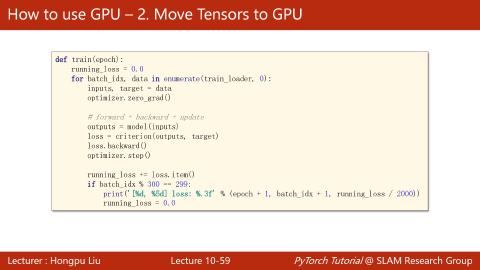 How to use GPU – 2. Move Tensors to GPU
def train(epoch):
    running_loss = 0.0
    for batch_idx, data in enumerate(train_loader, 0):
        inputs, target = data
        optimizer.zero_grad()

        # forward + backward + update
        outputs = model(inputs)
        loss = criterion(outputs, target)
        loss.backward()
        optimizer.step()

        running_loss += loss.item()
        if batch_idx % 300 == 299:
            print('[%d, %5d] loss: %.3f' % (epoch + 1, batch_idx + 1, running_loss / 2000))
            running_loss = 0.0
Lecturer : Hongpu Liu
Lecture 10-59
PyTorch Tutorial @ SLAM Research Group